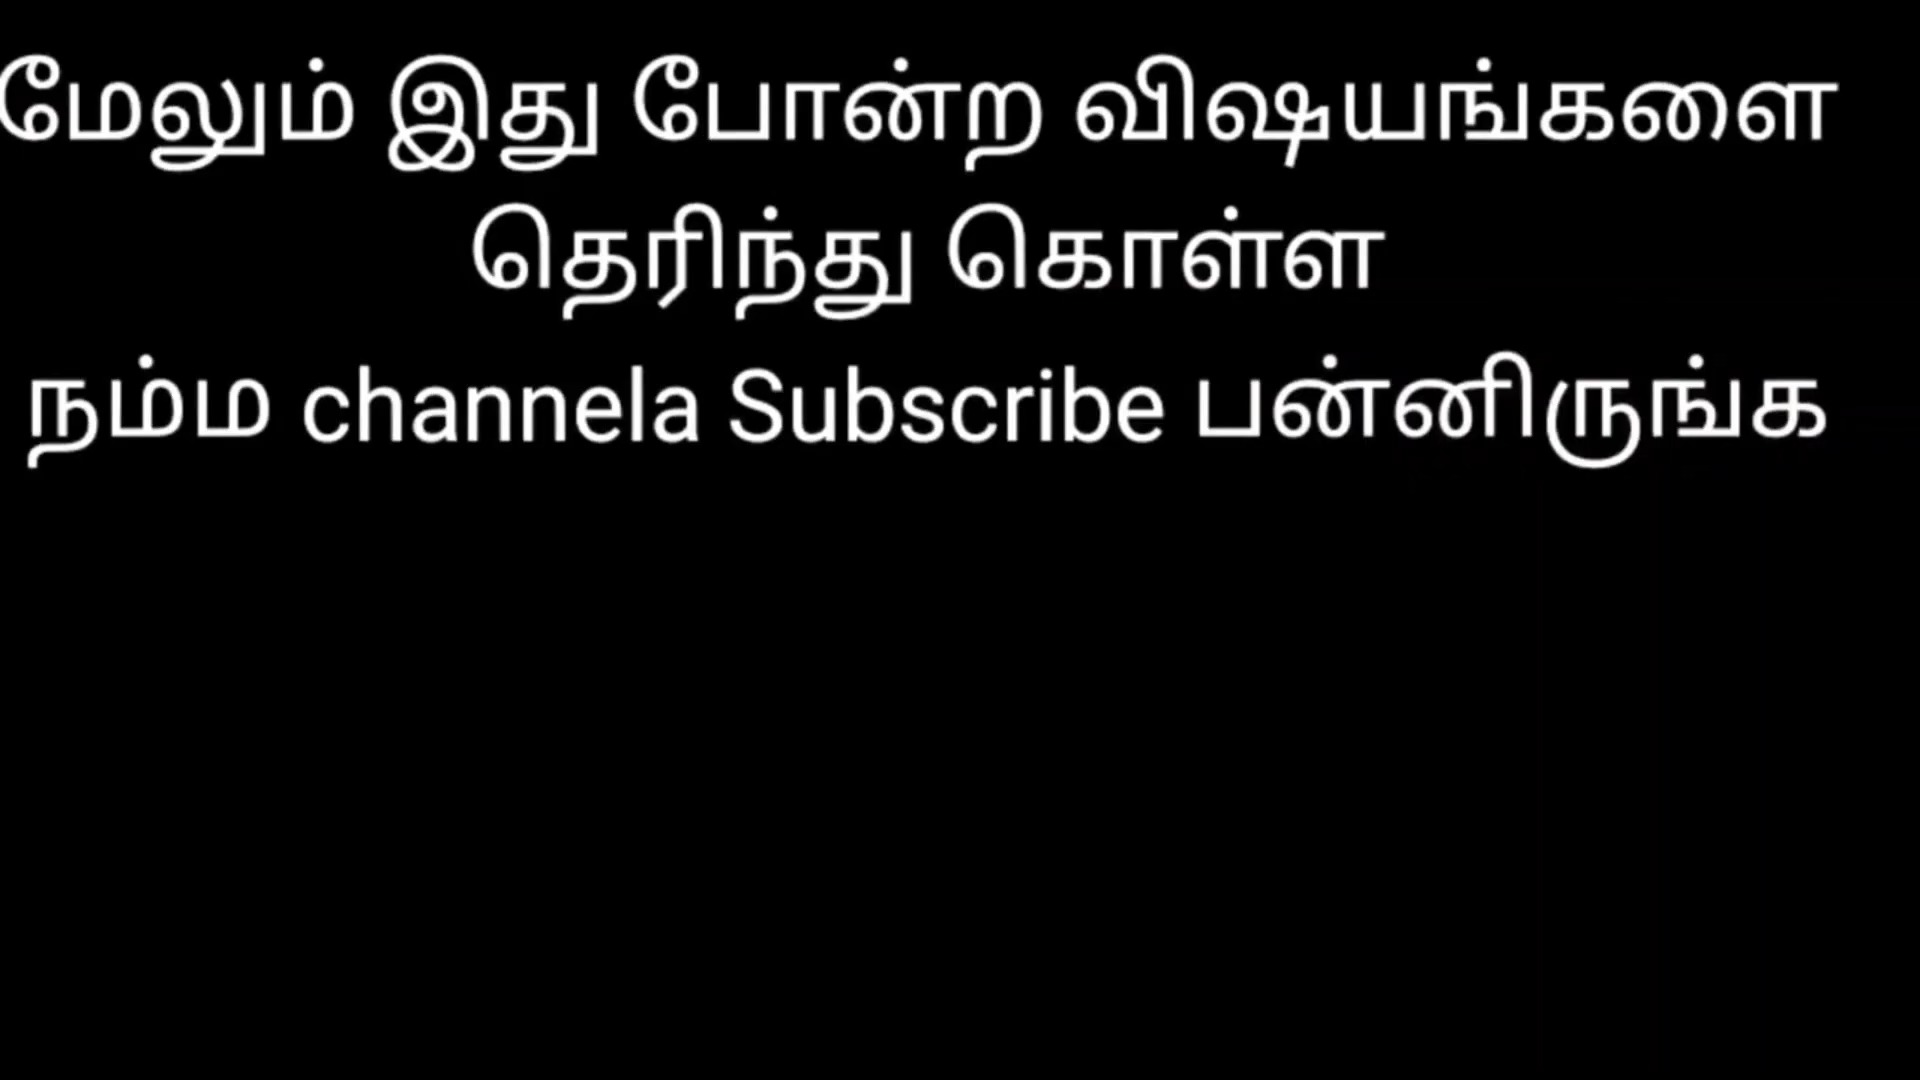 மேலும் இது போன்ற விஷயங்களை
தெரிந்து கொள்ள
நம்ம channela Subscribe பன்னிருங்க